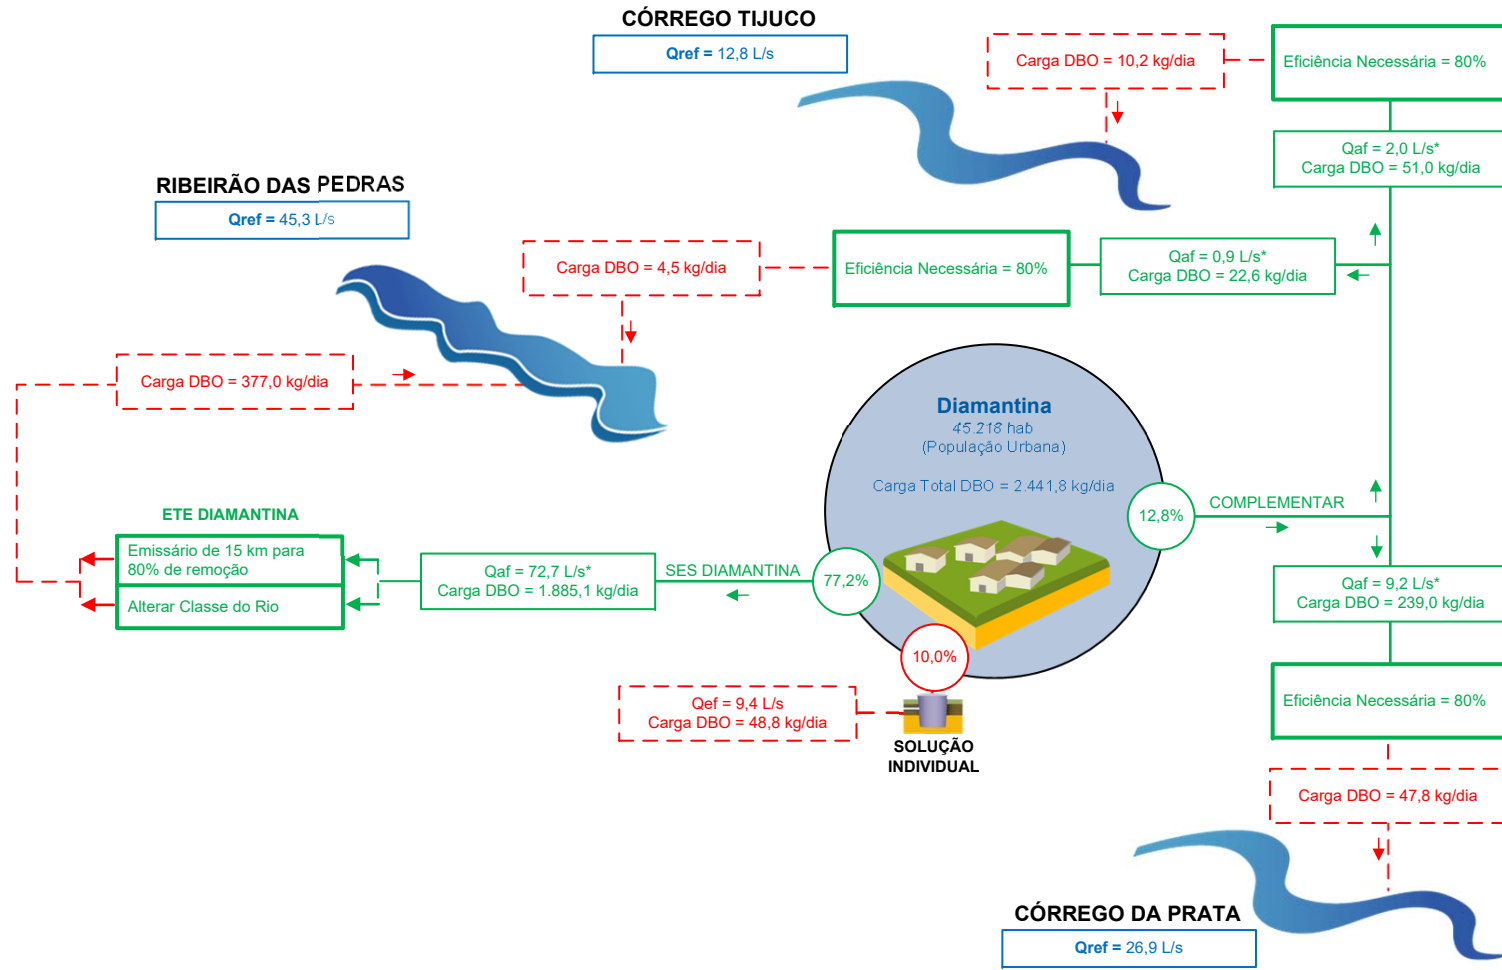 CÓRREGO TIJUCO
Qref = 12,8 L/s
Carga DBO = 10,2 kg/dia
Eficiência Necessária = 80%
Qaf = 2,0 L/s*
Carga DBO = 51,0 kg/dia
RIBEIRÃO DAS PEDRAS
Qref = 45,3 L/s
Carga DBO = 4,5 kg/dia
Eficiência Necessária = 80%
Qaf = 0,9 L/s*
Carga DBO = 22,6 kg/dia
Carga DBO = 377,0 kg/dia
Diamantina
45.218 hab
(População Urbana)
Carga Total DBO = 2.441,8 kg/dia
12,8%
COMPLEMENTAR
ETE DIAMANTINA
Emissário de 15 km para
80% de remoção
Alterar Classe do Rio
Qaf = 72,7 L/s*
Carga DBO = 1.885,1 kg/dia
SES DIAMANTINA
77,2%
Qaf = 9,2 L/s*
Carga DBO = 239,0 kg/dia
10,0%
Qef = 9,4 L/s
Carga DBO = 48,8 kg/dia
SOLUÇÃO
INDIVIDUAL
Eficiência Necessária = 80%
Carga DBO = 47,8 kg/dia
CÓRREGO DA PRATA
Qref = 26,9 L/s